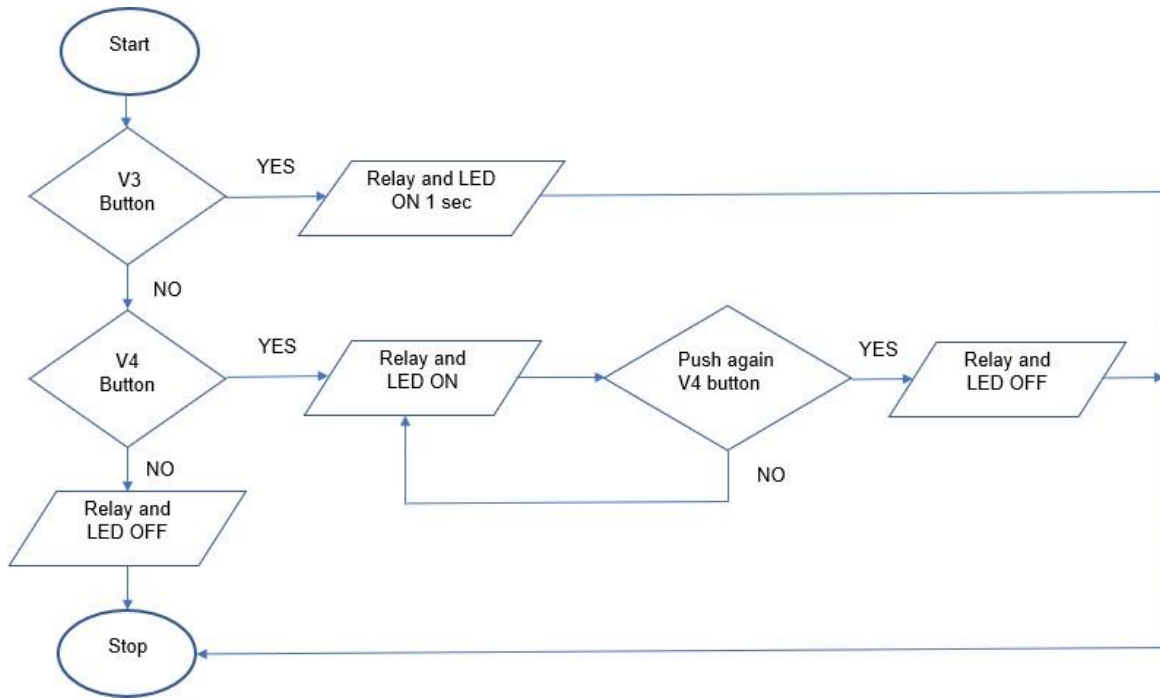 Start
V3
Button
YES
Relay and LED
ON 1 sec
NO
V4
Button
YES
Relay and
LED ON
Push again
V4 button
YES
Relay and
LED OFF
NO
NO
Relay and
LED OFF
Stop